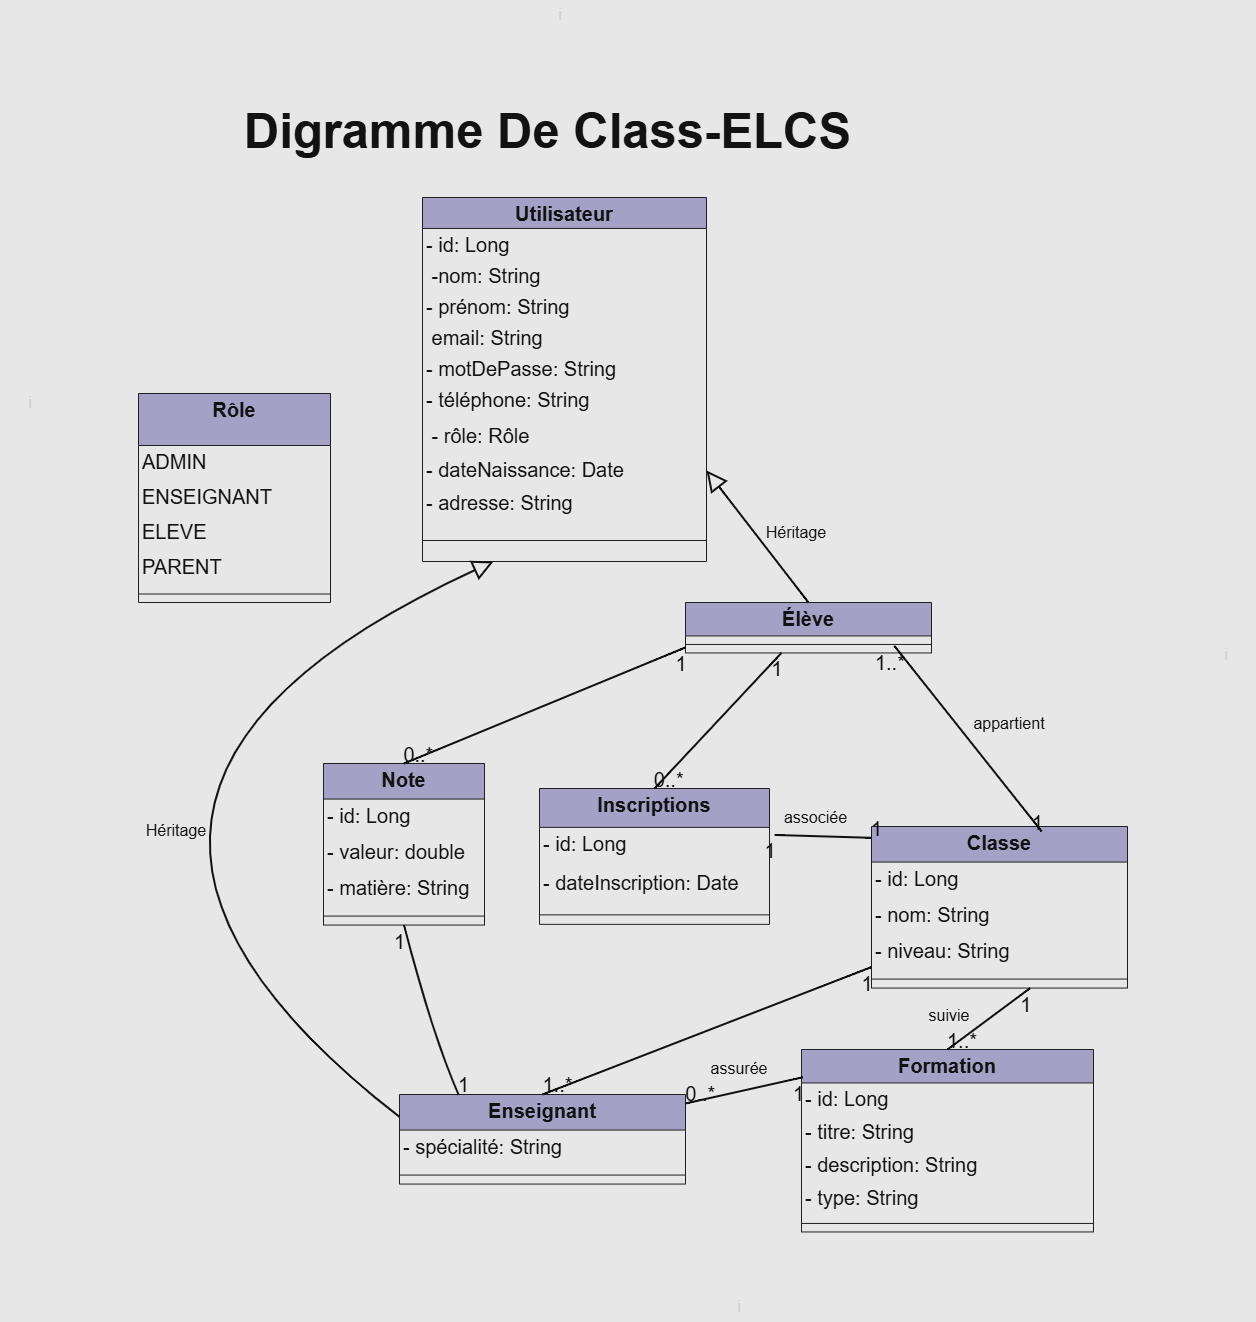 Digramme De Class-ELCS
Utilisateur
- id: Long
-nom: String
- prénom: String
email: String
- motDePasse: String
- téléphone: String
- rôle: Rôle
- dateNaissance: Date
- adresse: String
Rôle
ADMIN
ENSEIGNANT
ELEVE
PARENT
Héritage
Élève
1
1
1..*
appartient
0..*
Note
- id: Long
- valeur: double
- matière: String
1
Héritage
0..*
Inscriptions
- id: Long
- dateInscription: Date
associée
1
1
1
Classe
- id: Long
- nom: String
- niveau: String
1
1
suivie
1..*
Formation
- id: Long
- titre: String
- description: String
- type: String
assurée
0..*
1
1
1..*
Enseignant
- spécialité: String